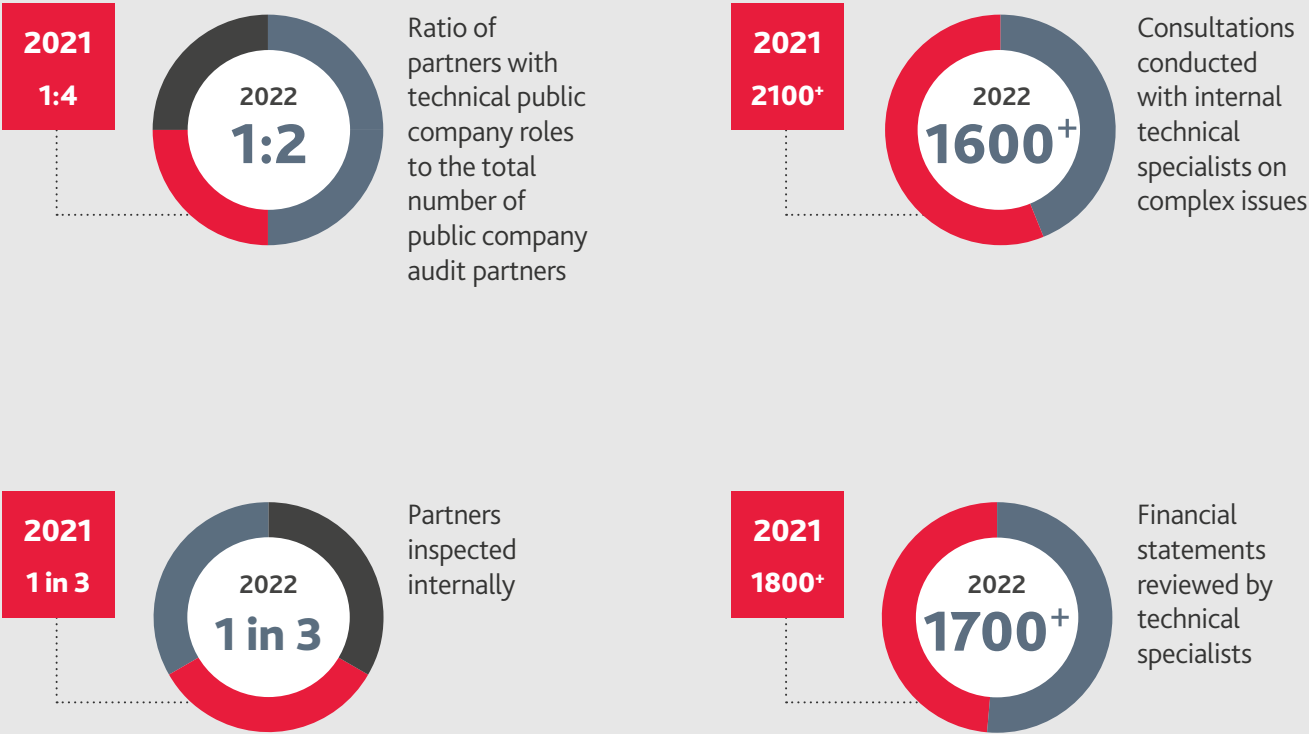 2021
1:4
2022
1:2
Ratio of
partners with
technical public
company roles
to the total
number of
public company
audit partners
2021
2100+
2022
1600+
Consultations
conducted
with internal
technical
specialists on
complex issues
2021
1 in 3
2022
1 in 3
Partners
inspected
internally
2021
1800+
2022
1700+
Financial
statements
reviewed by
technical
specialists